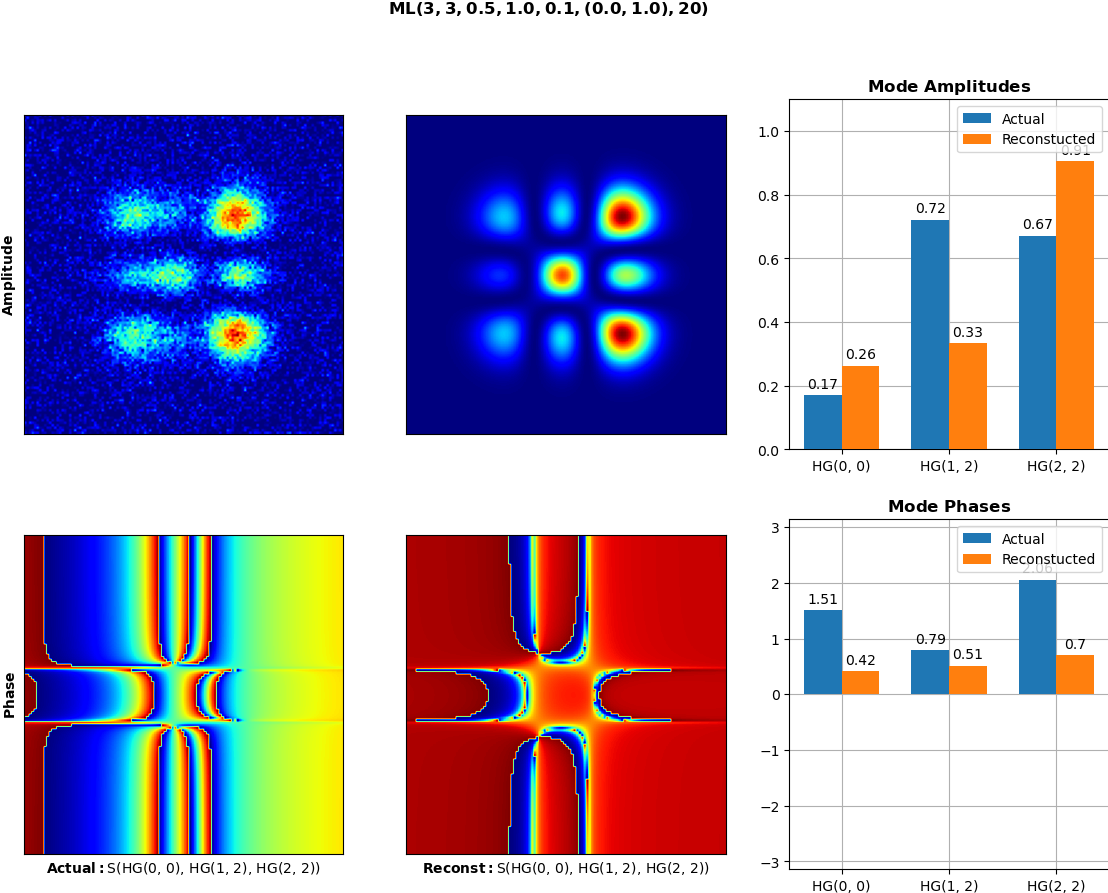 ML(3, 3, 0.5, 1.0, 0.1, (0.0, 1.0), 20)
Amplitude
Mode Amplitudes
Actual
Reconstucted
1.0
0.8
0.6
0.4
0.2
0.0
0.17
0.26
0.72
0.33
0.67
0.91
HG(0, 0)
HG(1, 2)
HG(2, 2)
Phase
Actual: S(HG(0, 0), HG(1, 2), HG(2, 2))
Reconst: S(HG(0, 0), HG(1, 2), HG(2, 2))
Mode Phases
Actual
Reconstucted
3
2
1
0
−1
−2
−3
1.51
0.42
0.79
0.51
2.06
0.7
HG(0, 0)
HG(1, 2)
HG(2, 2)